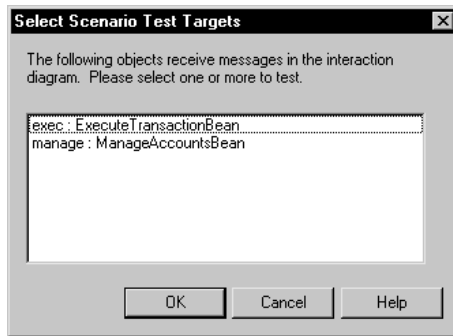 Select Scenario Test Targets
The following objects receive messages in the interaction
diagram.  Please select one or more to test.
exec : ExecuteTransactionBean
manage : ManageAccountsBean
OK
Cancel
Help